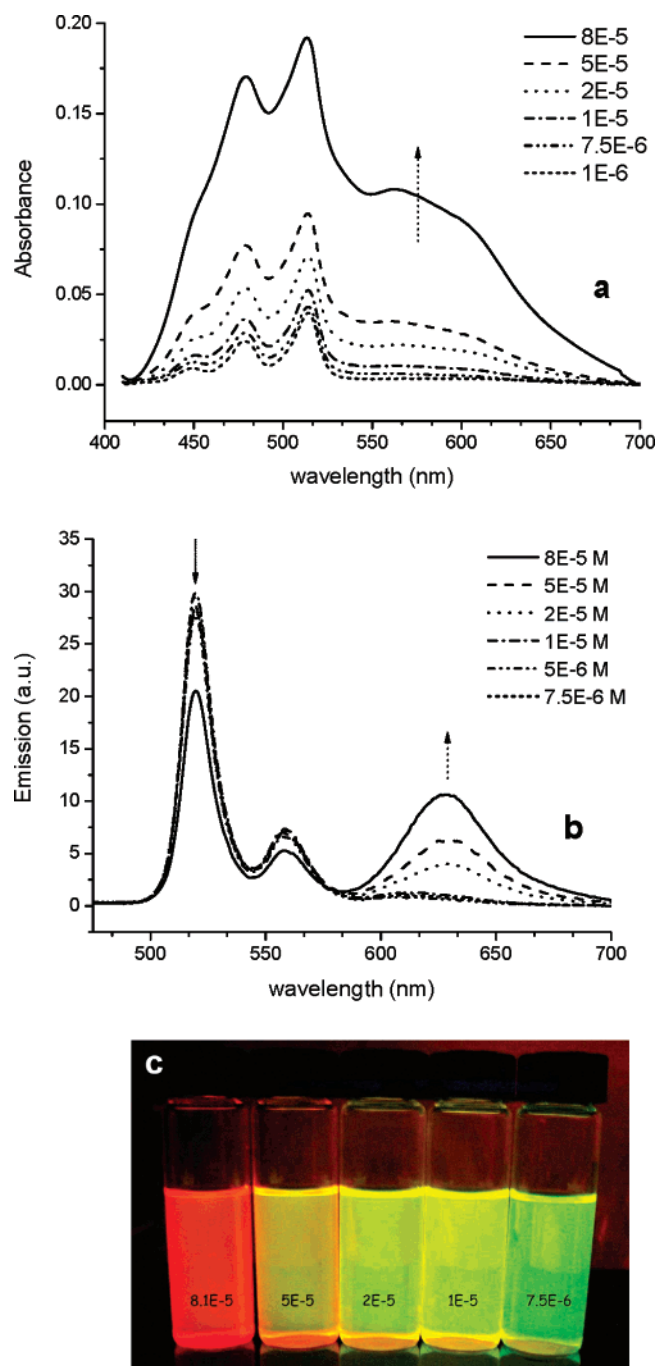 0.20
0.15
0.10
0.05
0.00
Absorbance
8E-5
5E-5
2E-5
1E-5
7.5E-6
1E-6
a
400 450 500 550 600 650 700
wavelength (nm)
35
30
25
20
15
10
5
0
Emission (a.u.)
8E-5 M
5E-5 M
2E-5 M
1E-5 M
5E-6 M
7.5E-6 M
b
500 550 600 650 700
wavelength (nm)
c
8.1E-5 5E-5 2E-5 1E-5 7.5E-6